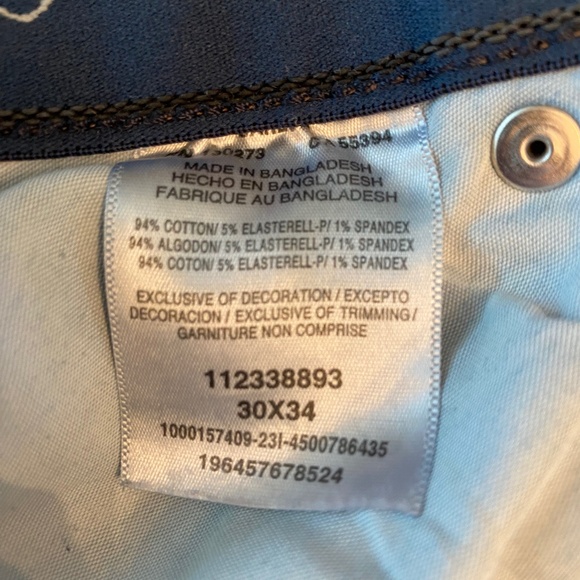 55394
MADE IN BANGLADESH
HECHO EN BANGLADESH
FABRIQUE AU BANGLADESH
94% COTTON/ 5% ELASTERELL-P/ 1% SPANDEX
94% ALGODON/ 5% ELASTERELL-P/ 1% SPANDEX
94% COTON/ 5% ELASTERELL-P/ 1% SPANDEX
EXCLUSIVE OF DECORATION / EXCEPTO
DECORACION / EXCLUSIVE OF TRIMMING /
GARNITURE NON COMPRISE
112338893
30X34
1000157409-23I-4500786435
196457678524